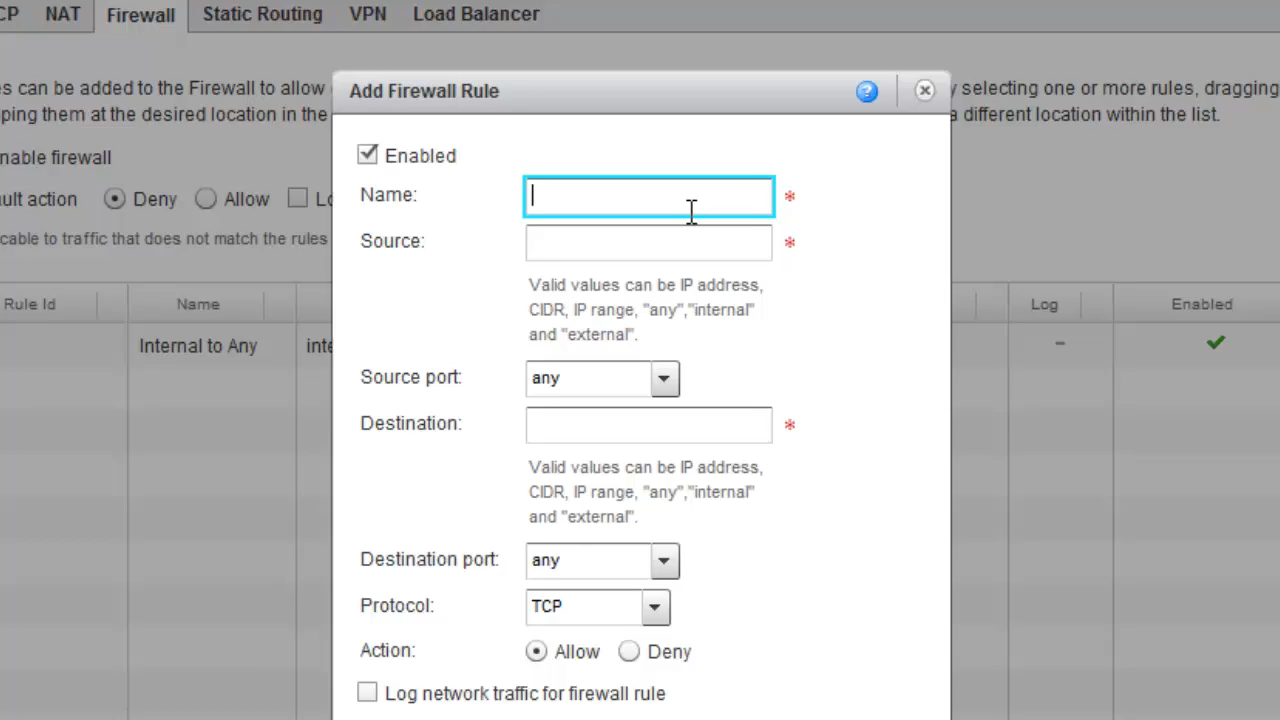 CP NAT Firewall Static Routing VPN Load Balancer
es can be added to the Firewall to allow
y selecting one or more rules, dragging
ping them at the desired location in the
a different location within the list.
Add Firewall Rule ?
nable firewall
Enabled
ult action Deny Allow Lo
Name: *
cable to traffic that does not match the rules
Source: *
Valid values can be IP address,
CIDR, IP range, "any","internal"
and "external".
Rule Id Name Log Enabled
Internal to Any inte –
Source port: any
Destination: *
Valid values can be IP address,
CIDR, IP range, "any","internal"
and "external".
Destination port: any
Protocol: TCP
Action: Allow Deny
Log network traffic for firewall rule